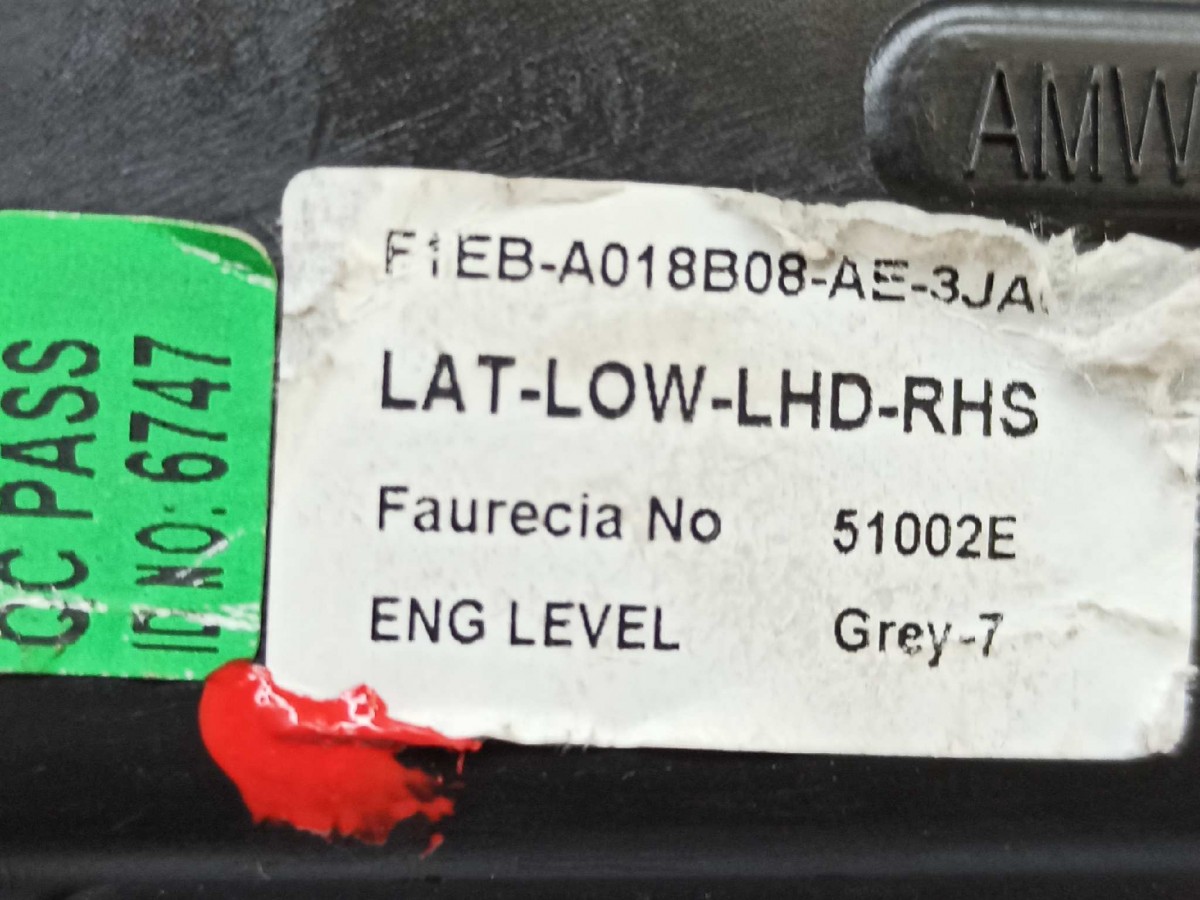 AMW
F1EB-A018B08-AE-3JA
LAT-LOW-LHD-RHS
Faurecia No 51002E
ENG LEVEL Grey-7
QC PASS
ID NO: 6747